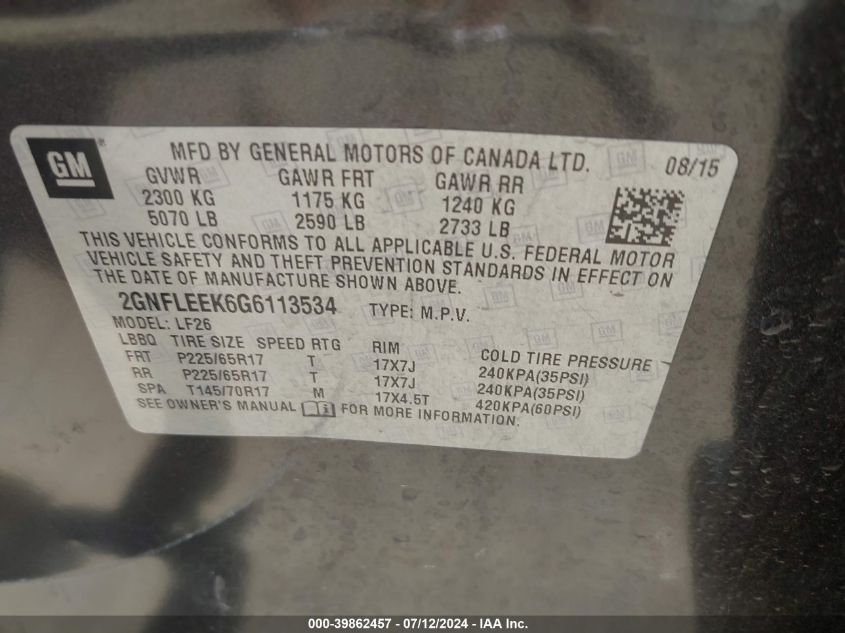 GM
MFD BY GENERAL MOTORS OF CANADA LTD. 08/15
GVWR GAWR FRT GAWR RR
2300 KG 1175 KG 1240 KG
5070 LB 2590 LB 2733 LB
THIS VEHICLE CONFORMS TO ALL APPLICABLE U.S. FEDERAL MOTOR
VEHICLE SAFETY AND THEFT PREVENTION STANDARDS IN EFFECT ON
THE DATE OF MANUFACTURE SHOWN ABOVE.
2GNFLEEK6G6113534 TYPE: M.P.V.
MODEL: LF26
LBBQ TIRE SIZE SPEED RTG RIM COLD TIRE PRESSURE
FRT P225/65R17 T 17X7J 240KPA(35PSI)
RR P225/65R17 T 17X7J 240KPA(35PSI)
SPA T145/70R17 M 17X4.5T 420KPA(60PSI)
SEE OWNER'S MANUAL FOR MORE INFORMATION.
000-39862457 - 07/12/2024 - IAA Inc.